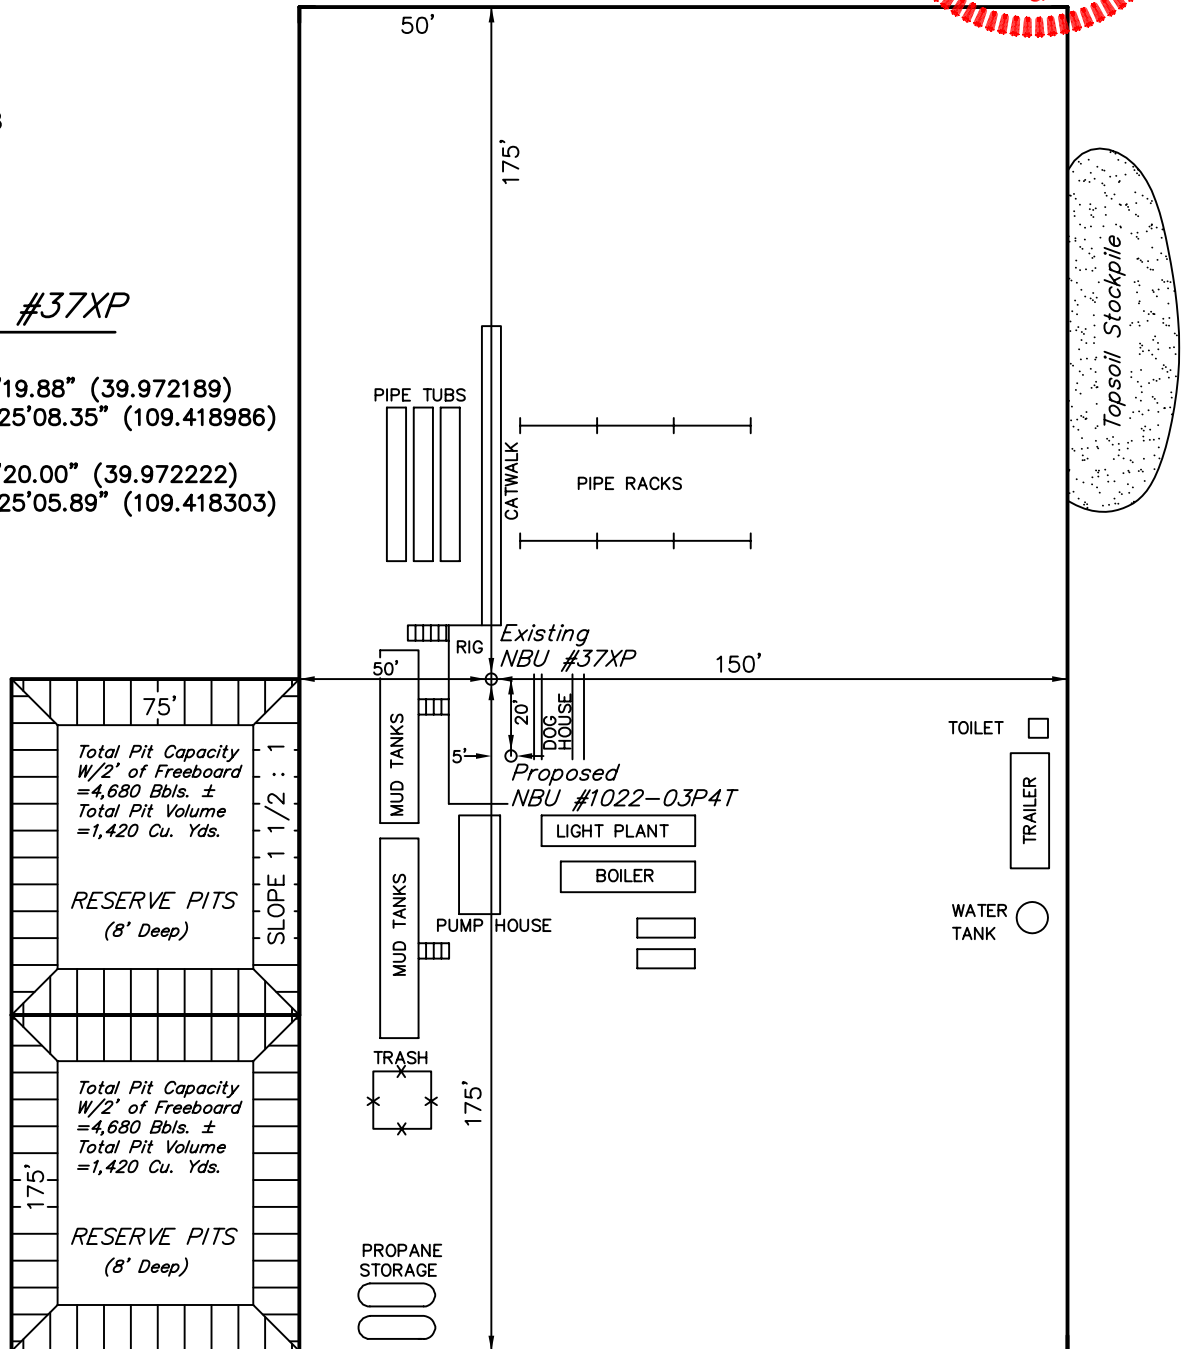 50'
175'
#37XP
'19.88" (39.972189)
25'08.35" (109.418986)
'20.00" (39.972222)
25'05.89" (109.418303)
Topsoil Stockpile
PIPE TUBS
CATWALK
PIPE RACKS
RIG
Existing
NBU #37XP
50'
150'
75'
20'
DOG
HOUSE
5'
Proposed
NBU #1022-03P4T
MUD TANKS
TOILET
TRAILER
Total Pit Capacity
W/2' of Freeboard
=4,680 Bbls. ±
Total Pit Volume
=1,420 Cu. Yds.
SLOPE 1 1/2 : 1
LIGHT PLANT
BOILER
RESERVE PITS
(8' Deep)
MUD TANKS
PUMP HOUSE
WATER
TANK
TRASH
175'
Total Pit Capacity
W/2' of Freeboard
=4,680 Bbls. ±
Total Pit Volume
=1,420 Cu. Yds.
175'
RESERVE PITS
(8' Deep)
PROPANE
STORAGE